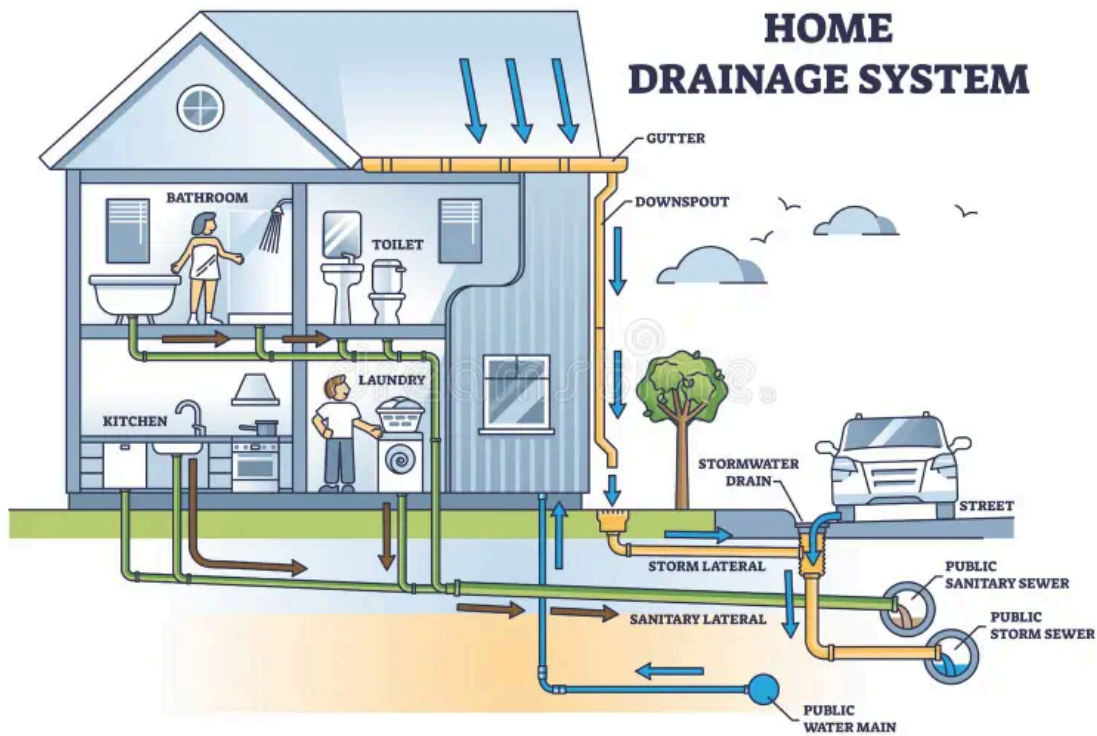 HOME
DRAINAGE SYSTEM
GUTTER
DOWNSPOUT
BATHROOM
TOILET
LAUNDRY
KITCHEN
STORMWATER
DRAIN
STREET
STORM LATERAL
PUBLIC
SANITARY SEWER
SANITARY LATERAL
PUBLIC
STORM SEWER
PUBLIC
WATER MAIN
dreamstime.